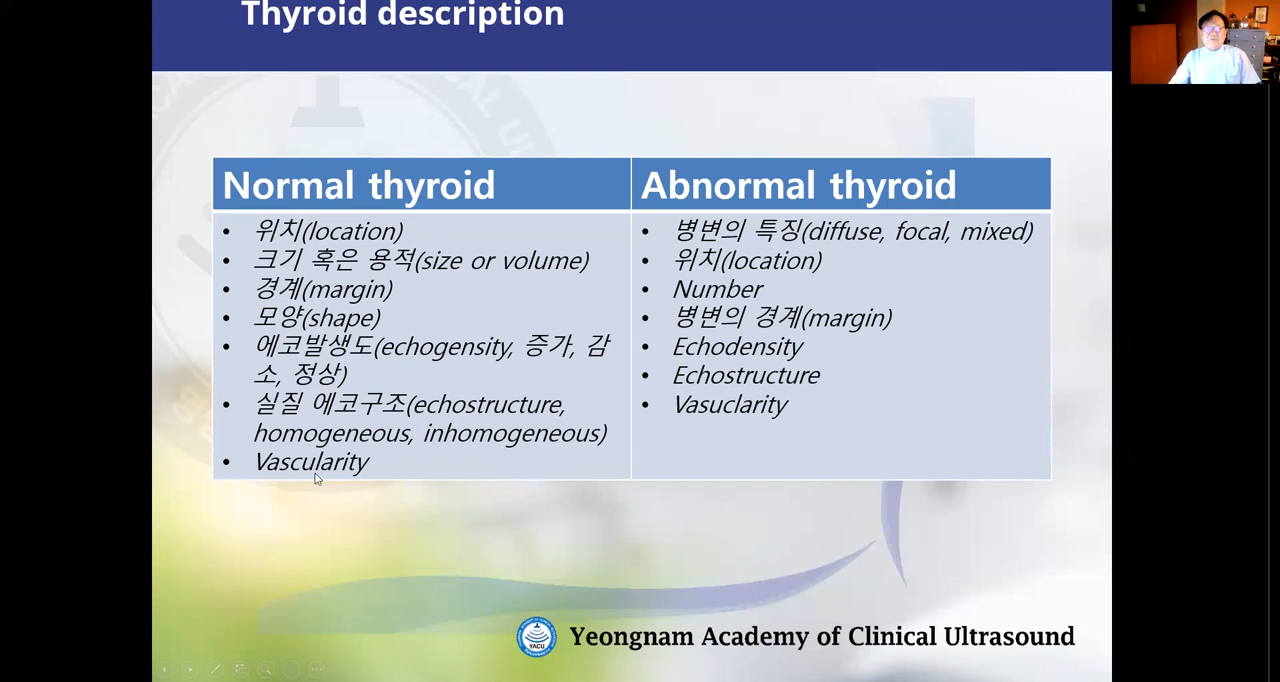 Thyroid description
Normal thyroid
위치(location)
크기 혹은 용적(size or volume)
경계(margin)
모양(shape)
에코발생도(echogensity, 증가, 감
소, 정상)
실질 에코구조(echostructure,
homogeneous, inhomogeneous)
Vascularity
Abnormal thyroid
병변의 특징(diffuse, focal, mixed)
위치(location)
Number
병변의 경계(margin)
Echodensity
Echostructure
Vasuclarity
YACU
Yeongnam Academy of Clinical Ultrasound